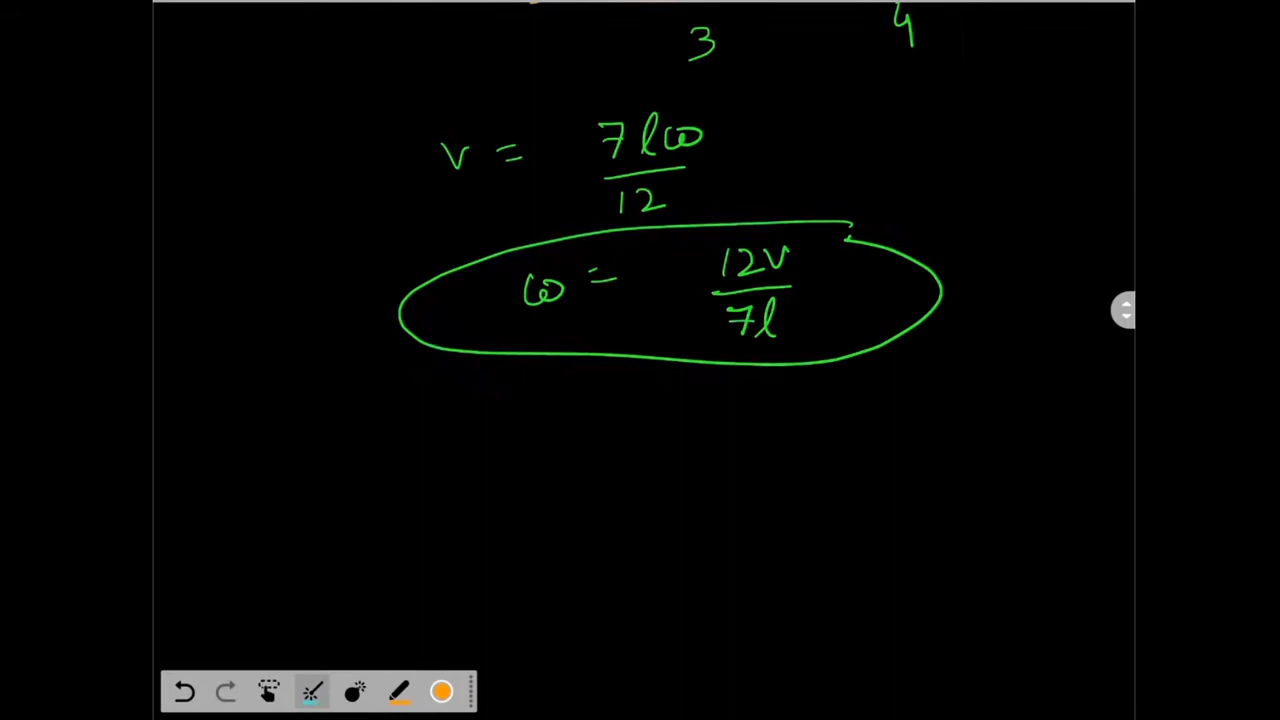 3 4
v = 7lω/12
ω = 12v/7l